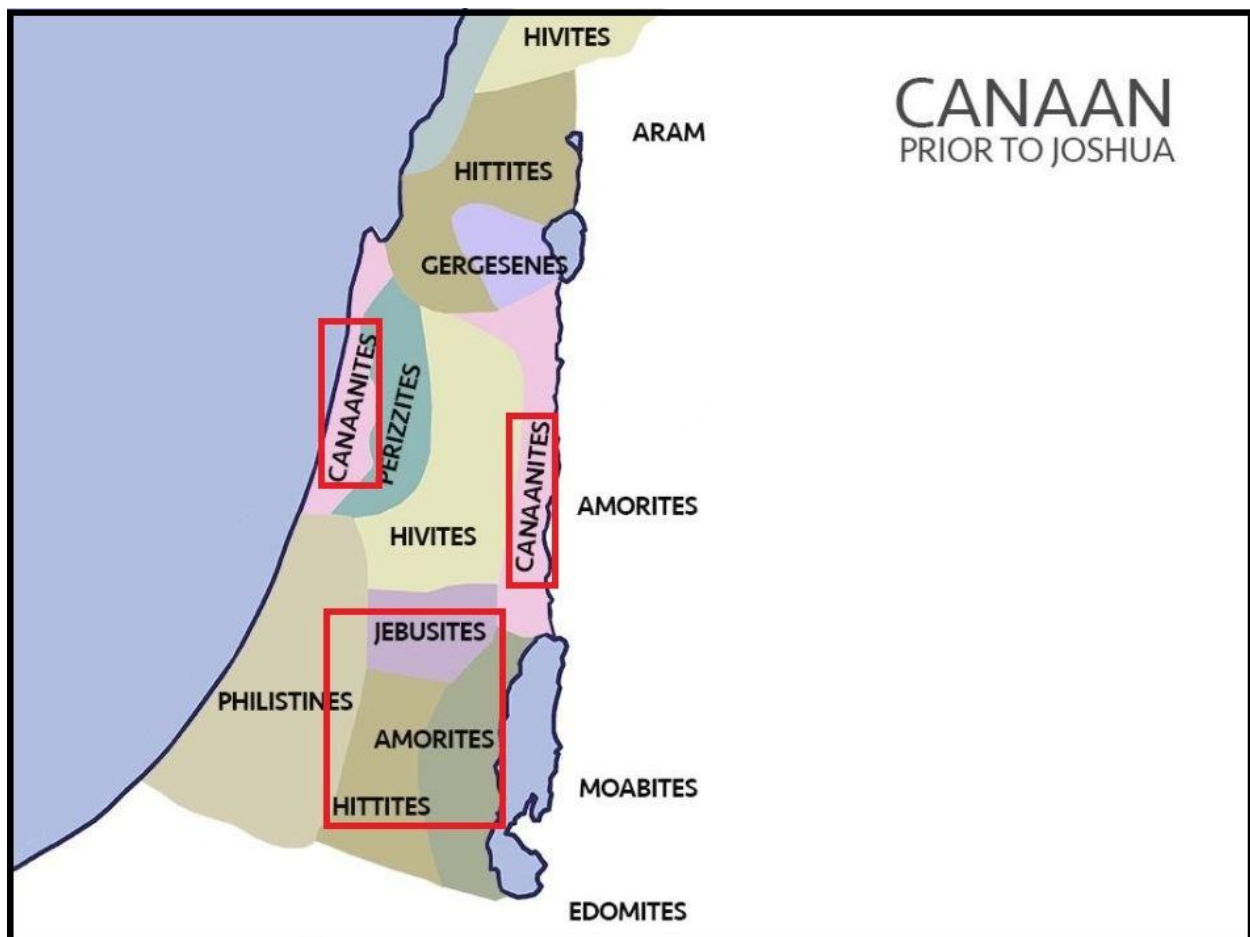 HIVITES
CANAAN
PRIOR TO JOSHUA
ARAM
HITTITES
GERGESENES
CANAANITES
PERIZZITES
CANAANITES
AMORITES
HIVITES
JEBUSITES
PHILISTINES
AMORITES
MOABITES
HITTITES
EDOMITES